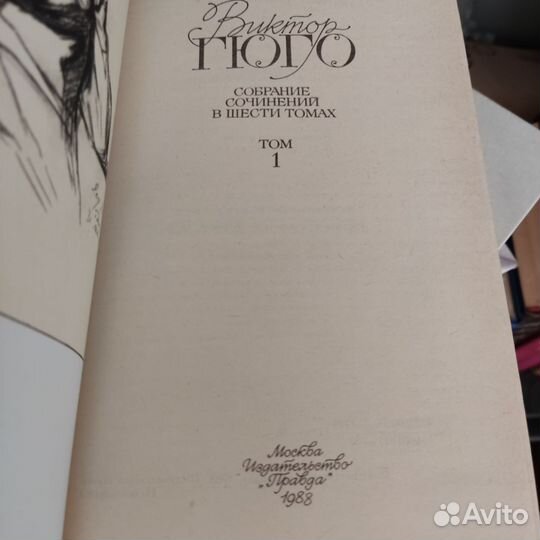 Виктор
ГЮГО
СОБРАНИЕ
СОЧИНЕНИЙ
В ШЕСТИ ТОМАХ
ТОМ
1
Москва
Издательство
„Правда"
1988
Avito